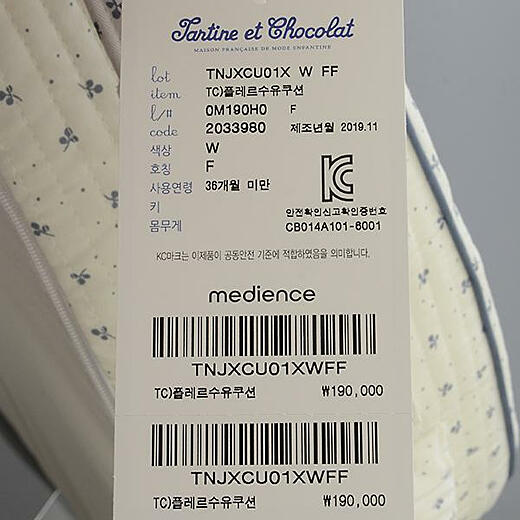 Tartine et Chocolat
MAISON FRANÇAISE DE MODE ENFANTINE
lot TNJXCU01X W FF
item TC)플레르수유쿠션
l/# 0M190H0 F
code 2033980 제조년월 2019.11
색상 W
호칭 F
사용연령 36개월 미만
키
몸무게
안전확인신고확인증번호
CB014A101-6001
KC마크는 이제품이 공통안전 기준에 적합하였음을 의미합니다.
medience
TNJXCU01XWFF
TC)플레르수유쿠션 ₩190,000
TNJXCU01XWFF
TC)플레르수유쿠션 ₩190,000